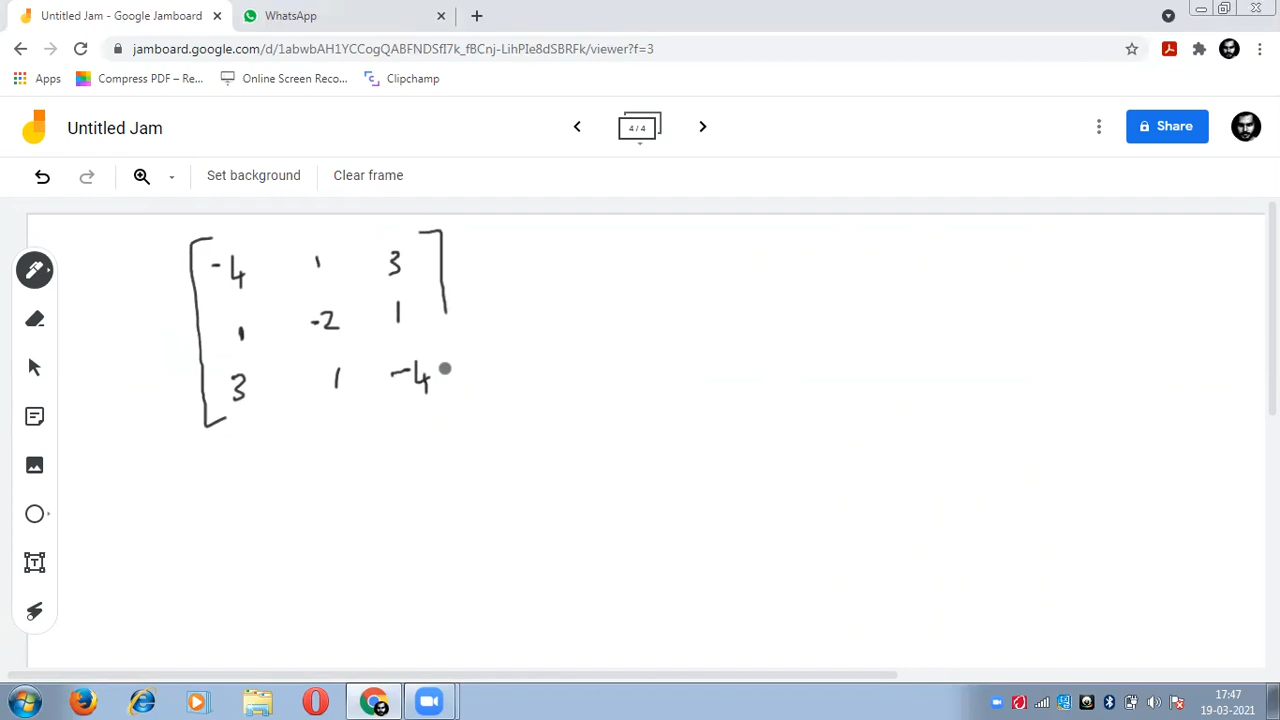 Untitled Jam - Google Jamboard
WhatsApp
jamboard.google.com/d/1abwbAH1YCCogQABFNDSfI7k_fBCnj-LihPIe8dSBRFk/viewer?f=3
Apps
Compress PDF – Re...
Online Screen Reco...
Clipchamp
Untitled Jam
4 / 4
Share
Set background
Clear frame
-4 1 3
1 -2 1
3 1 -4
17:47
19-03-2021